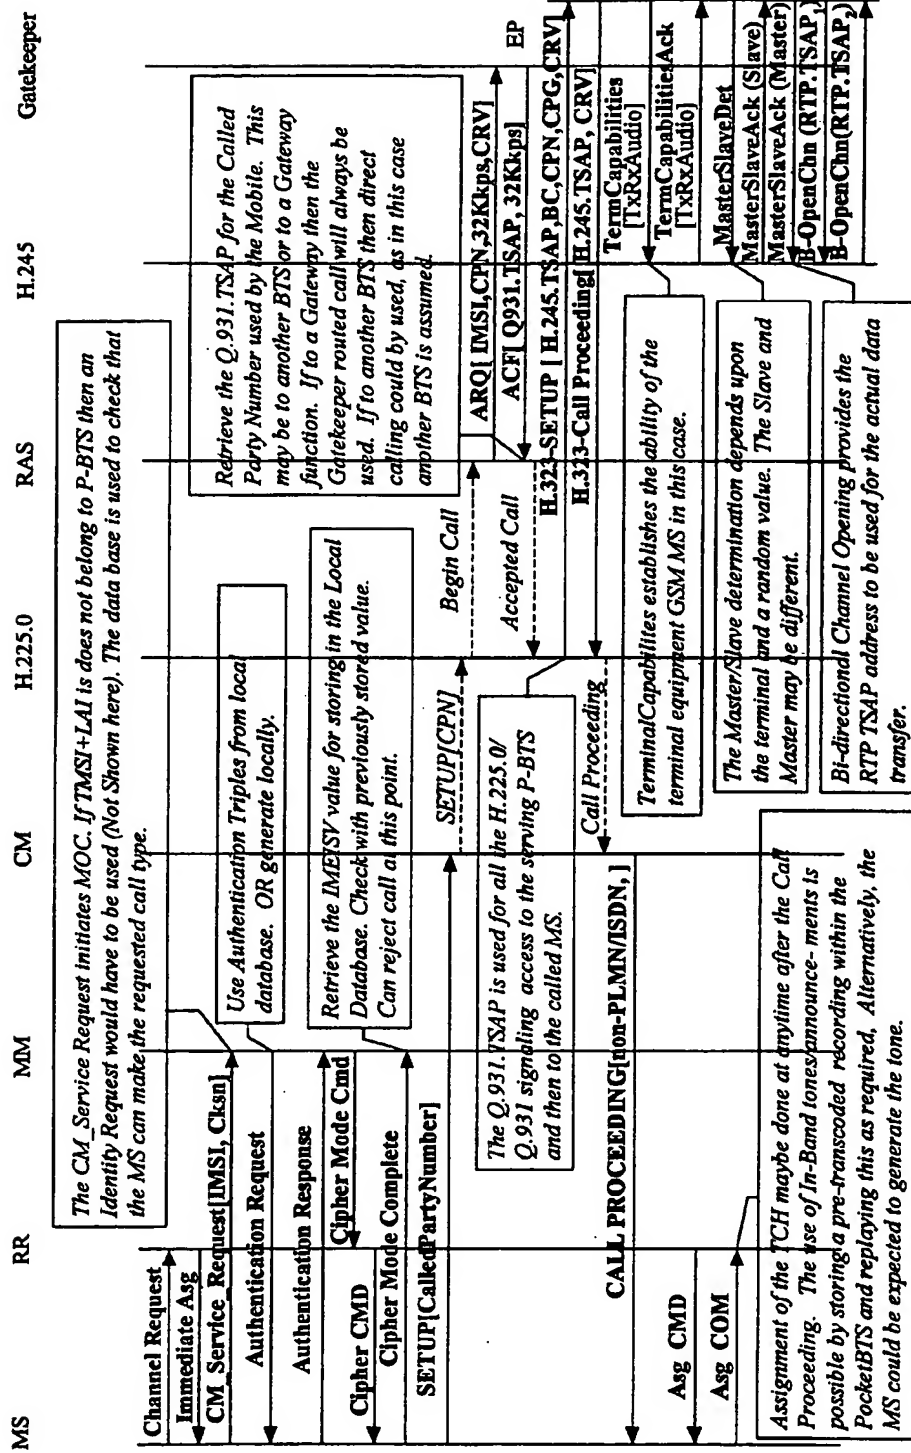 MS RR MM CM H.225.0 RAS H.245 Gatekeeper
The CM_Service Request initiates MOC. If TMSI+LAI is does not belong to P-BTS then an
Identity Request would have to be used (Not Shown here). The data base is used to check that
the MS can make the requested call type.
Channel Request
Immediate Asg
CM_Service_Request[IMSI, Cksn]
Use Authentication Triples from local
database. OR generate locally.
Authentication Request
Authentication Response
Retrieve the IMEISV value for storing in the Local
Database. Check with previously stored value.
Can reject call at this point.
Cipher Mode Cmd
Cipher CMD
Cipher Mode Complete
SETUP[CalledPartyNumber]
SETUP[CPN]
Retrieve the Q.931.TSAP for the Called
Party Number used by the Mobile. This
may be to another BTS or to a Gateway
function. If to a Gateway then the
Gatekeeper routed call will always be
used. If to another BTS then direct
calling could by used, as in this case
another BTS is assumed.
Begin Call
ARQ[ IMSI,CPN,32Kkps,CRV]
ACF[ Q931.TSAP, 32Kkps]
Accepted Call
EP
The Q.931.TSAP is used for all the H.225.0/
Q.931 signaling access to the serving P-BTS
and then to the called MS.
H.323-SETUP [ H.245.TSAP,BC,CPN,CPG,CRV]
H.323-Call Proceeding[ H.245.TSAP, CRV]
Call Proceeding
CALL PROCEEDING[non-PLMN/ISDN, ]
TermCapabilities
[TxRxAudio]
TermCapabilitiesAck
[TxRxAudio]
TerminalCapabilites establishes the ability of the
terminal equipment GSM MS in this case.
Asg CMD
Asg COM
MasterSlaveDet
MasterSlaveAck (Slave)
MasterSlaveAck (Master)
The Master/Slave determination depends upon
the terminal and a random value. The Slave and
Master may be different.
B-OpenChn (RTP.TSAP1)
B-OpenChn(RTP.TSAP2)
Bi-directional Channel Opening provides the
RTP TSAP address to be used for the actual data
transfer.
Assignment of the TCH maybe done at anytime after the Call
Proceeding. The use of In-Band tones/announce- ments is
possible by storing a pre-transcoded recording within the
PocketBTS and replaying this as required. Alternatively, the
MS could be expected to generate the tone.